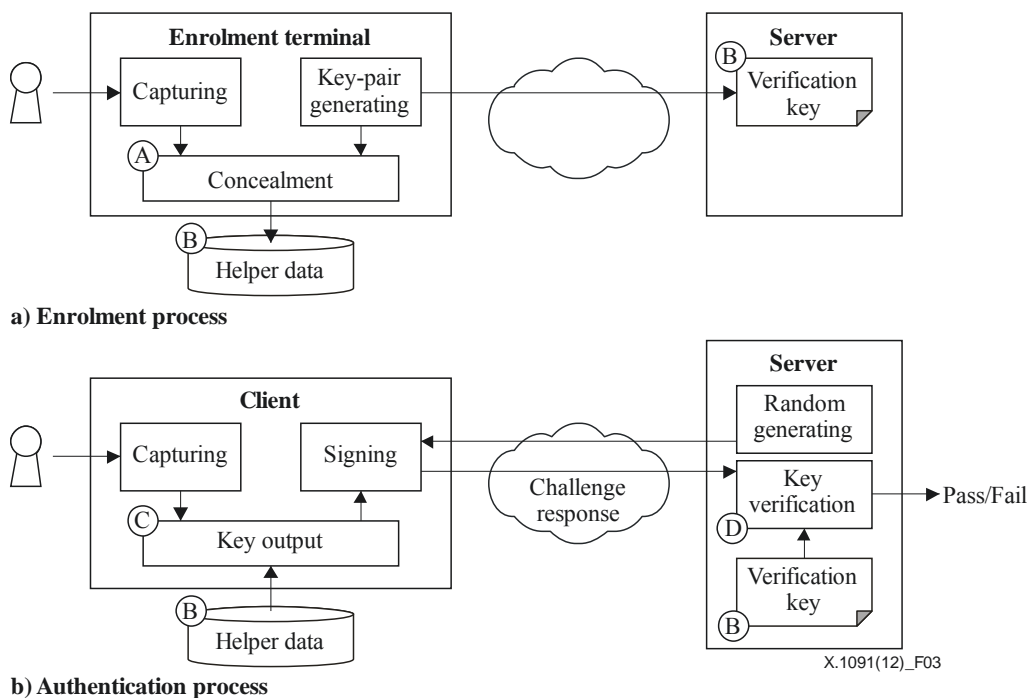 Enrolment terminal
Capturing
Key-pair
generating
A
Concealment
B
Helper data
Server
B
Verification
key
a) Enrolment process
Client
Capturing
Signing
C
Key output
B
Helper data
Challenge
response
Server
Random
generating
Key
verification
D
Pass/Fail
Verification
key
B
X.1091(12)_F03
b) Authentication process